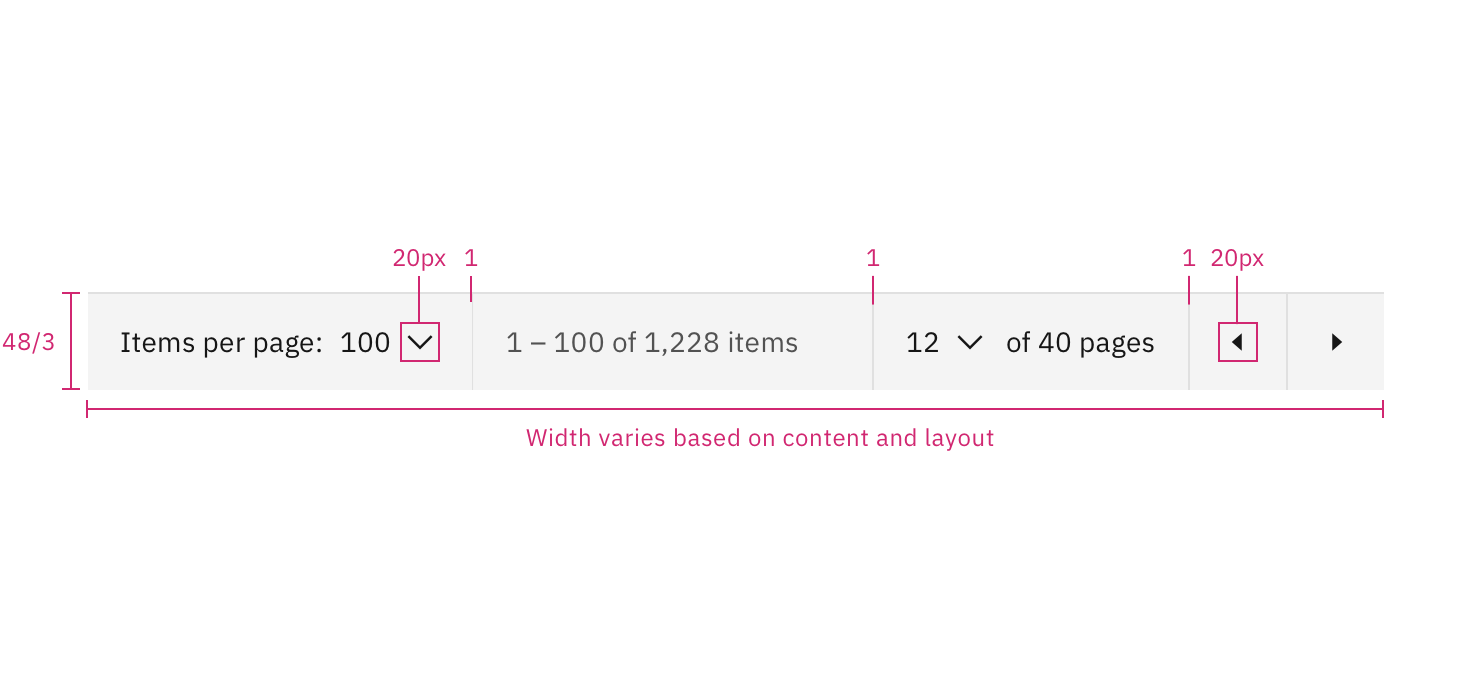 20px 1 1 1 20px
48/3 Items per page: 100 1 – 100 of 1,228 items 12 of 40 pages
Width varies based on content and layout